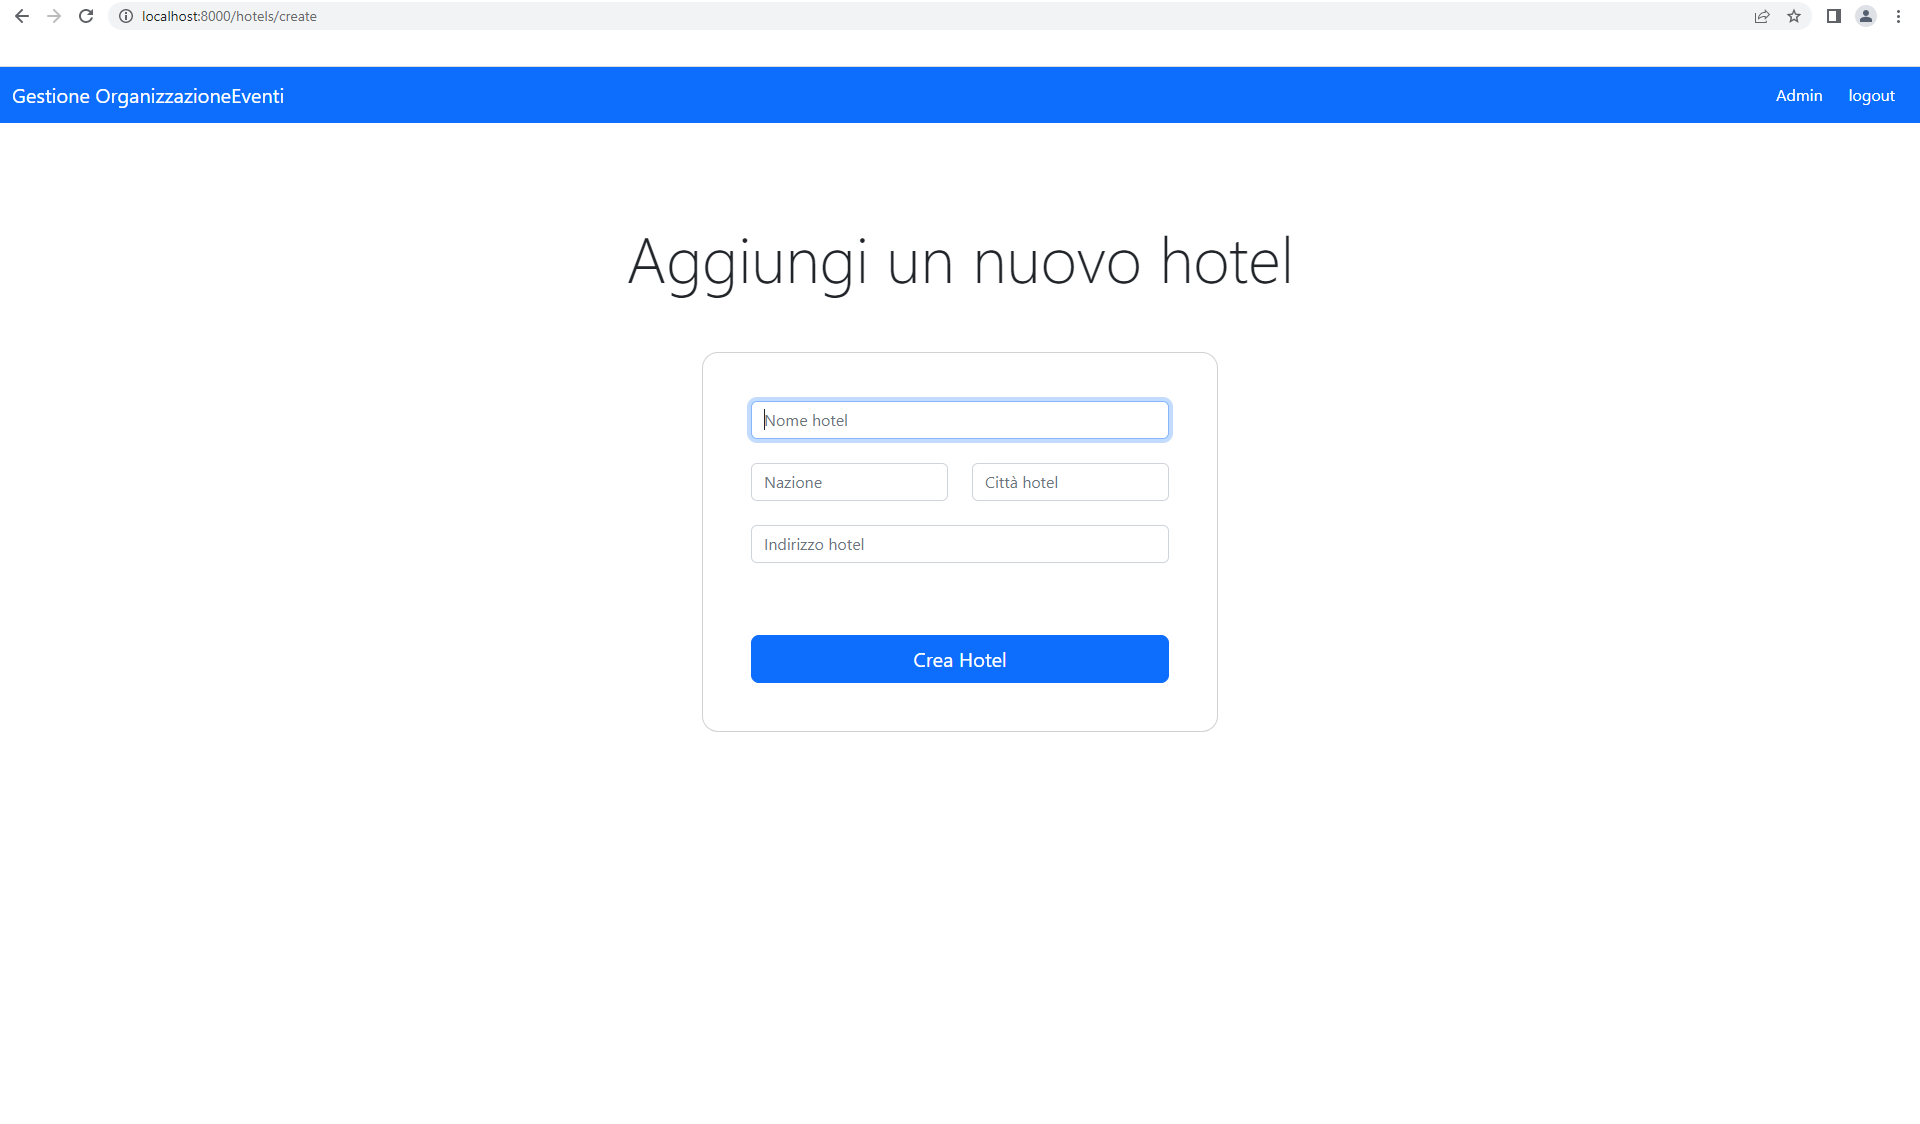 localhost:8000/hotels/create
Gestione OrganizzazioneEventi
Admin
logout
Aggiungi un nuovo hotel
Nome hotel
Nazione
Città hotel
Indirizzo hotel
Crea Hotel